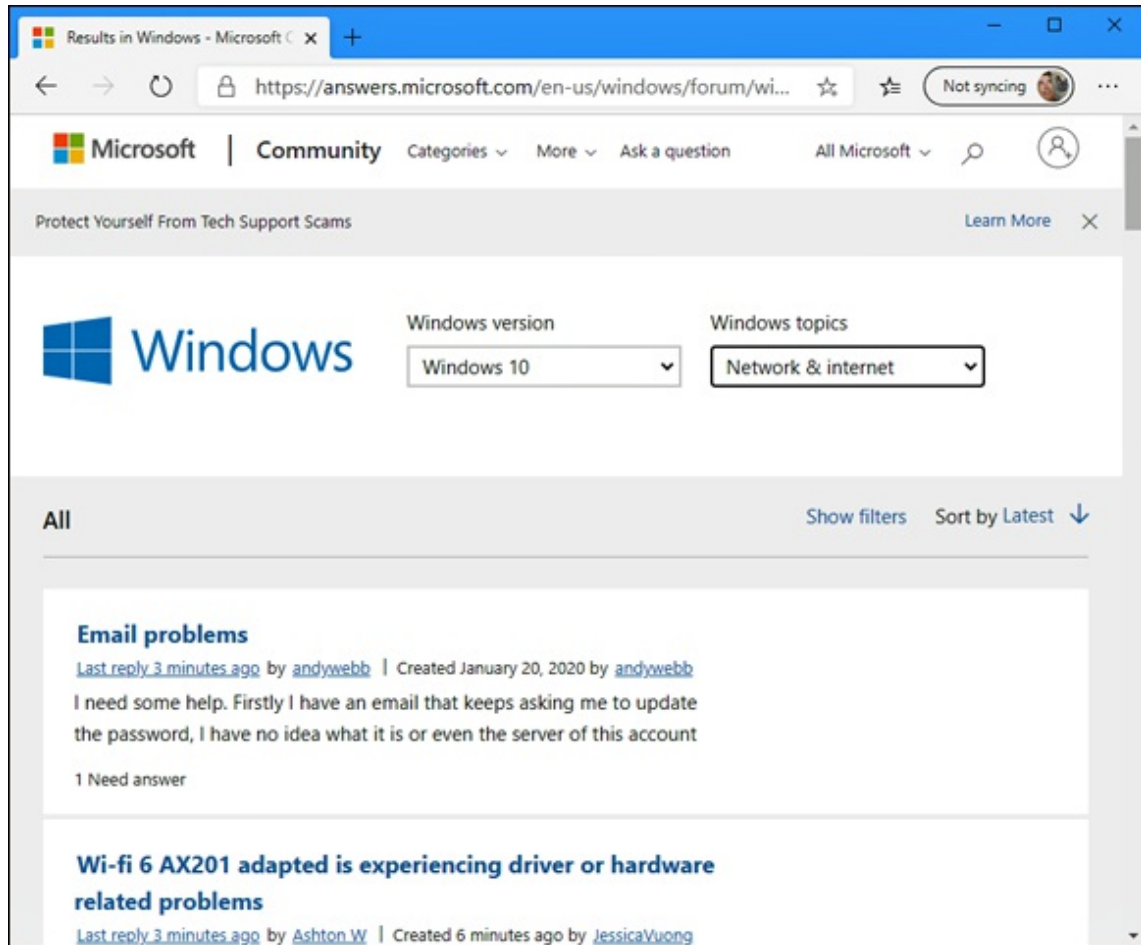 Results in Windows - Microsoft C
https://answers.microsoft.com/en-us/windows/forum/wi...
Not syncing
Microsoft | Community Categories More Ask a question All Microsoft
Protect Yourself From Tech Support Scams Learn More
Windows
Windows version
Windows 10
Windows topics
Network & internet
All Show filters Sort by Latest
Email problems
Last reply 3 minutes ago by andywebb | Created January 20, 2020 by andywebb
I need some help. Firstly I have an email that keeps asking me to update
the password, I have no idea what it is or even the server of this account
1 Need answer
Wi-fi 6 AX201 adapted is experiencing driver or hardware
related problems
Last reply 3 minutes ago by Ashton W | Created 6 minutes ago by JessicaVuong